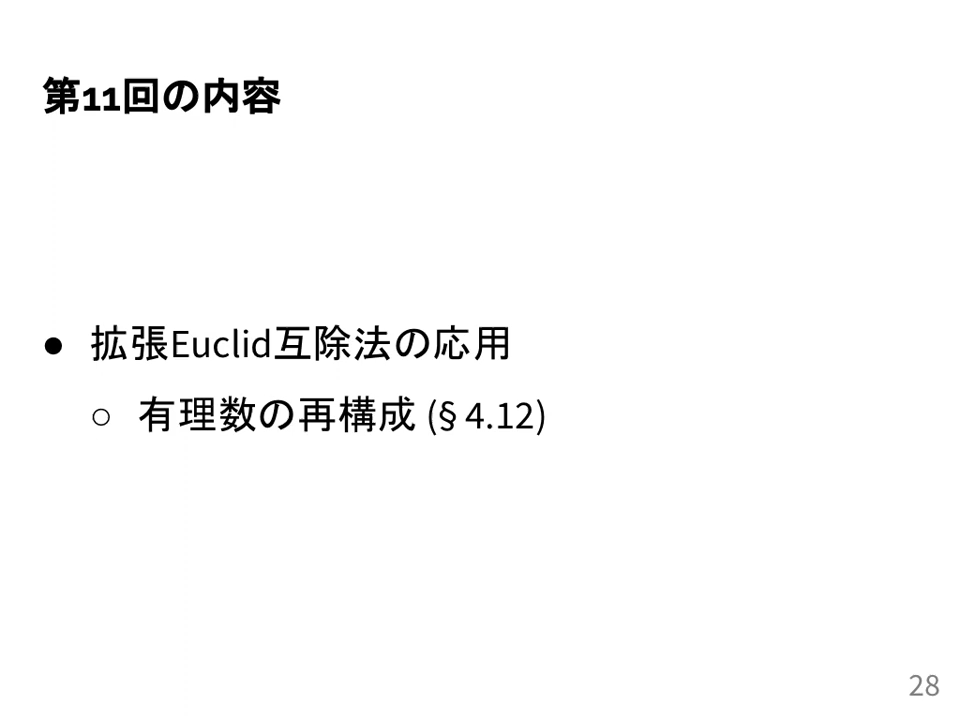 第11回の内容
● 拡張Euclid互除法の応用
○ 有理数の再構成 (§4.12)
28